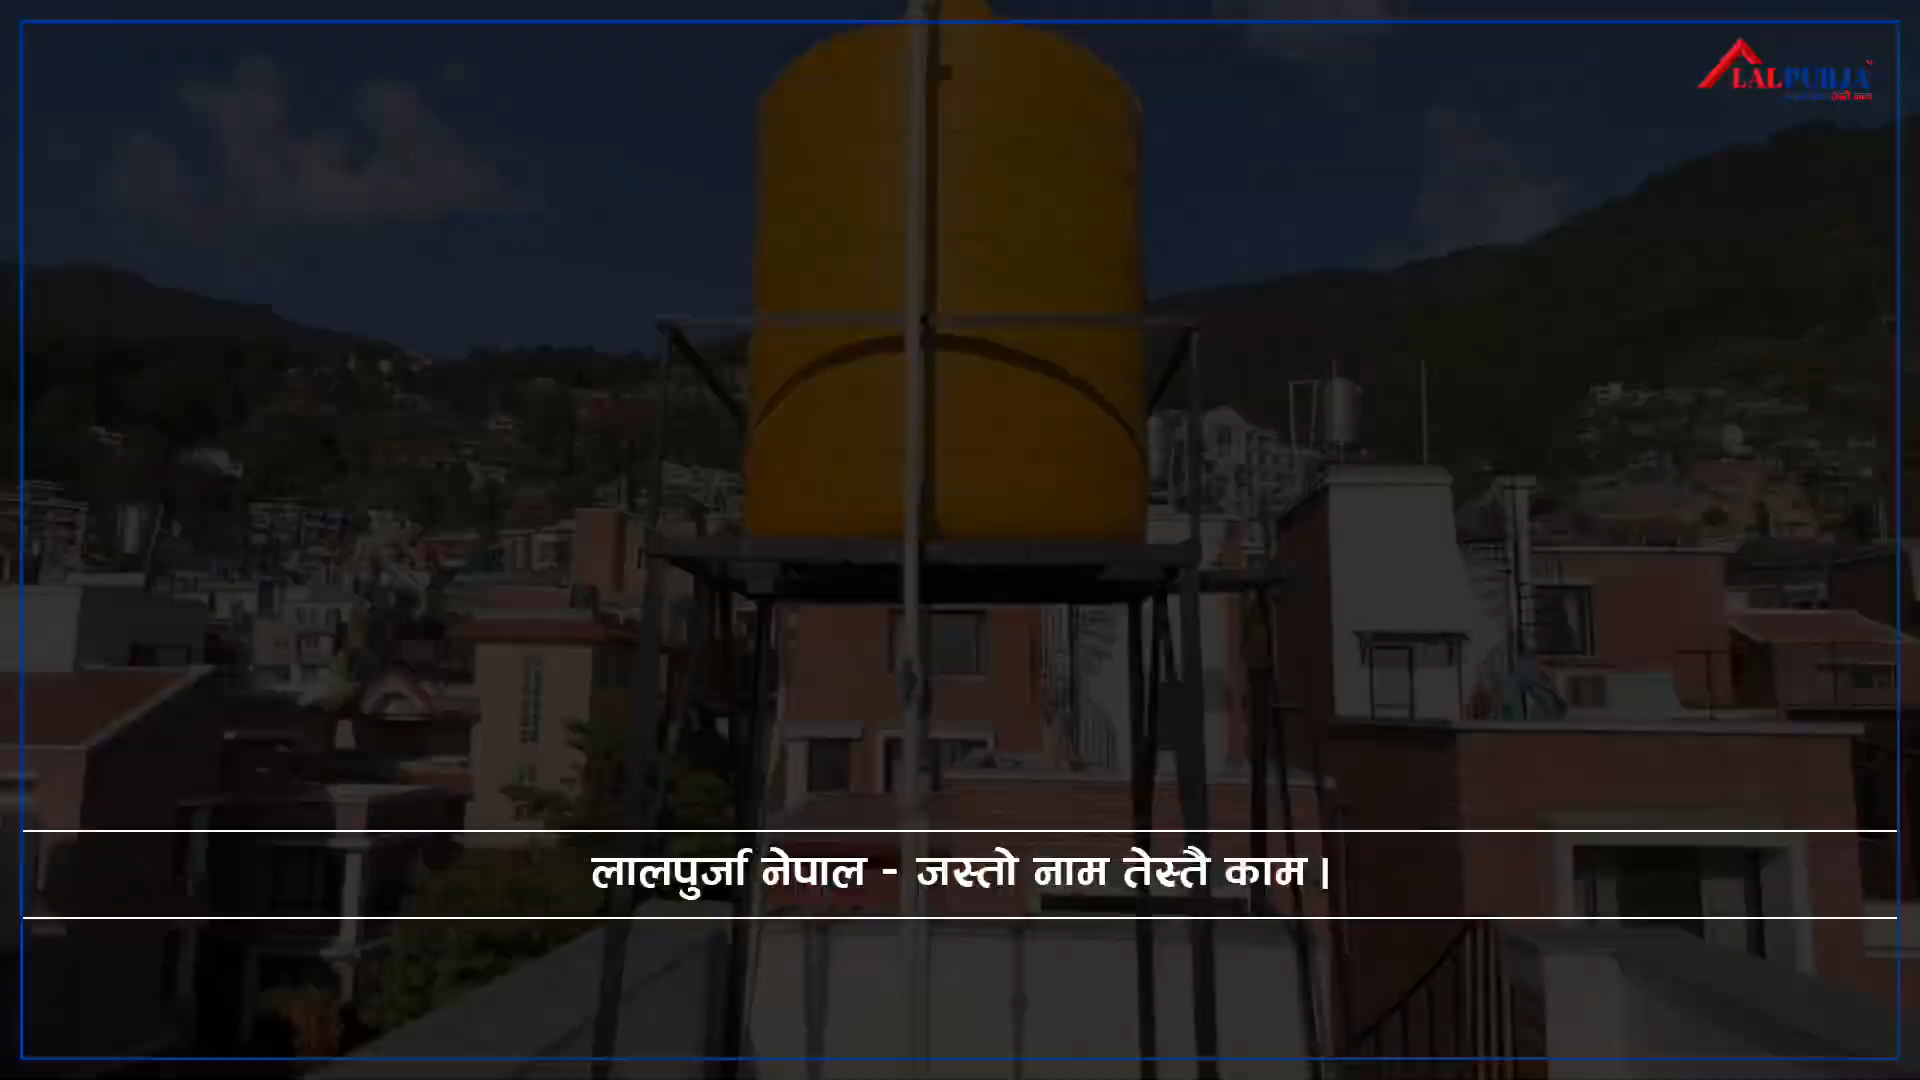 LALPURJA
लालपुर्जा नेपाल - जस्तो नाम तेस्तै काम ।